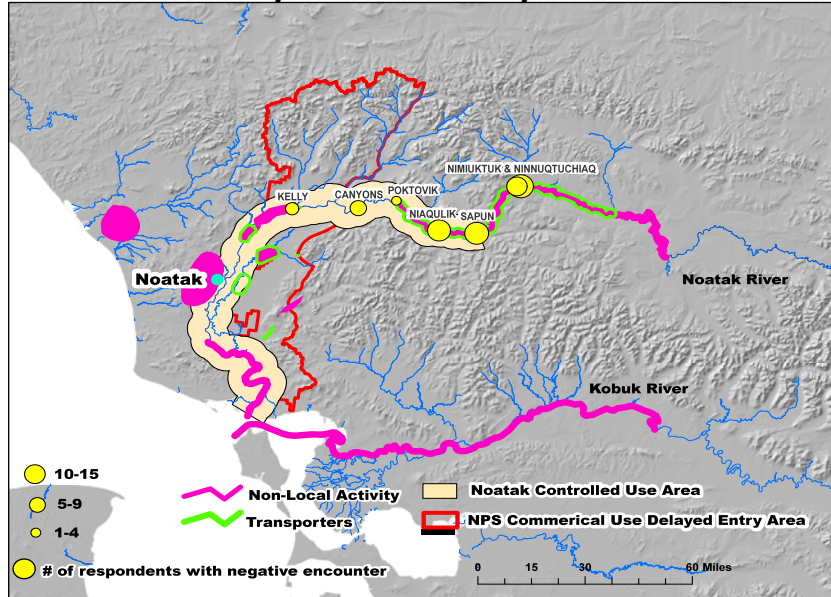 NIMIUKTUK & NINNUQTUCHIAQ
KELLY
CANYONS
POKTOVIK
NIAQULIK
SAPUN
Noatak
Noatak River
Kobuk River
10-15
5-9
1-4
# of respondents with negative encounter
Non-Local Activity
Transporters
Noatak Controlled Use Area
NPS Commerical Use Delayed Entry Area
0 15 30 60 Miles